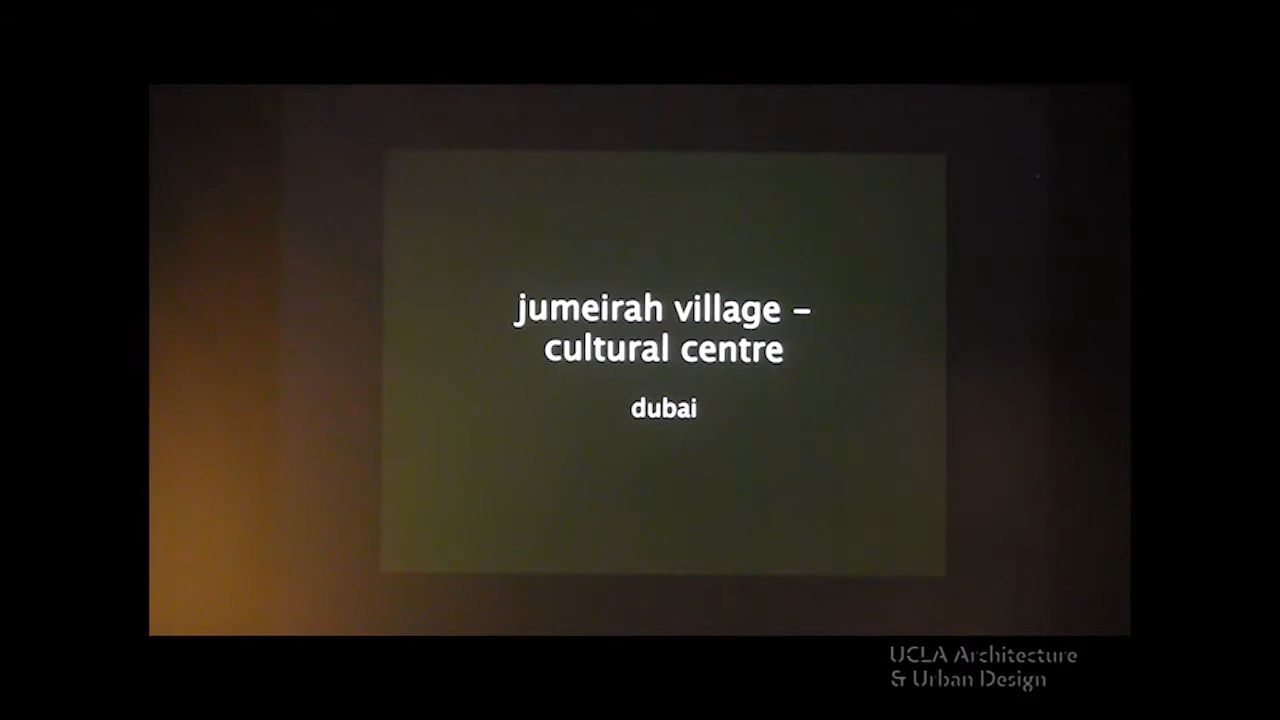 jumeirah village –
cultural centre
dubai
UCLA Architecture
& Urban Design